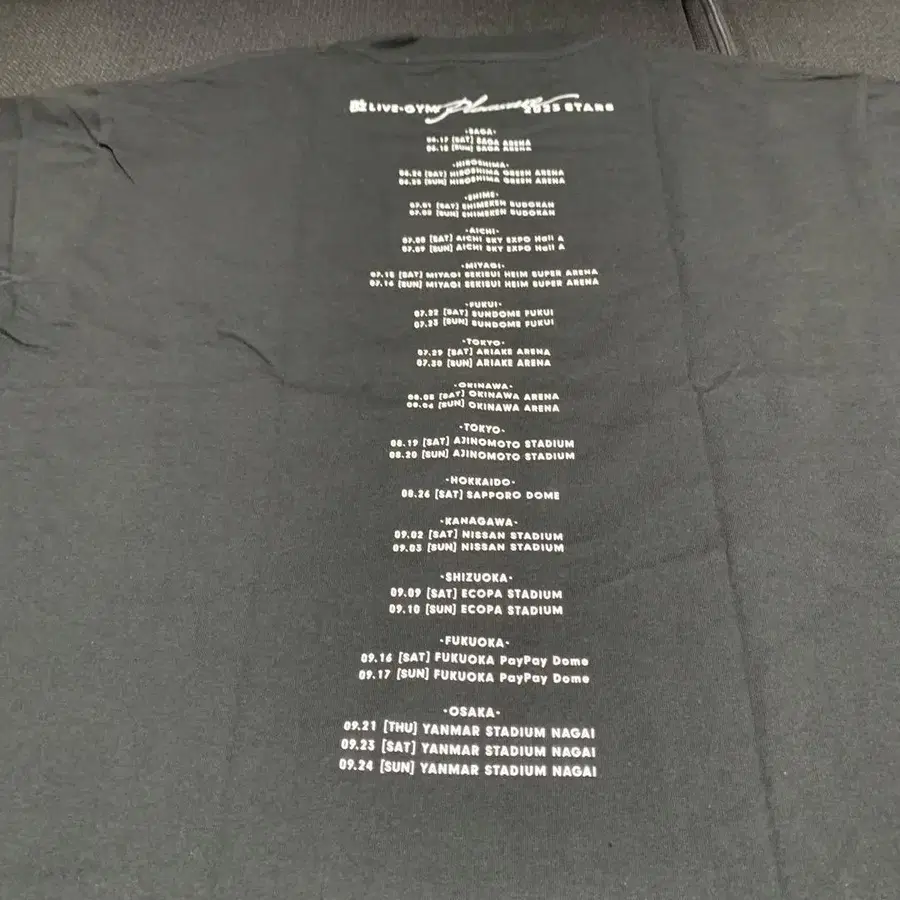 B'z LIVE-GYM Pleasure 2023 STARS
·SAGA·
06.17 [SAT] SAGA ARENA
06.18 [SUN] SAGA ARENA
·HIROSHIMA·
06.24 [SAT] HIROSHIMA GREEN ARENA
06.25 [SUN] HIROSHIMA GREEN ARENA
·EHIME·
07.01 [SAT] EHIMEKEN BUDOKAN
07.02 [SUN] EHIMEKEN BUDOKAN
·AICHI·
07.08 [SAT] AICHI SKY EXPO Hall A
07.09 [SUN] AICHI SKY EXPO Hall A
·MIYAGI·
07.15 [SAT] MIYAGI SEKISUI HEIM SUPER ARENA
07.16 [SUN] MIYAGI SEKISUI HEIM SUPER ARENA
·FUKUI·
07.22 [SAT] SUNDOME FUKUI
07.23 [SUN] SUNDOME FUKUI
·TOKYO·
07.29 [SAT] ARIAKE ARENA
07.30 [SUN] ARIAKE ARENA
·OKINAWA·
08.05 [SAT] OKINAWA ARENA
08.06 [SUN] OKINAWA ARENA
·TOKYO·
08.19 [SAT] AJINOMOTO STADIUM
08.20 [SUN] AJINOMOTO STADIUM
·HOKKAIDO·
08.26 [SAT] SAPPORO DOME
·KANAGAWA·
09.02 [SAT] NISSAN STADIUM
09.03 [SUN] NISSAN STADIUM
·SHIZUOKA·
09.09 [SAT] ECOPA STADIUM
09.10 [SUN] ECOPA STADIUM
·FUKUOKA·
09.16 [SAT] FUKUOKA PayPay Dome
09.17 [SUN] FUKUOKA PayPay Dome
·OSAKA·
09.21 [THU] YANMAR STADIUM NAGAI
09.23 [SAT] YANMAR STADIUM NAGAI
09.24 [SUN] YANMAR STADIUM NAGAI